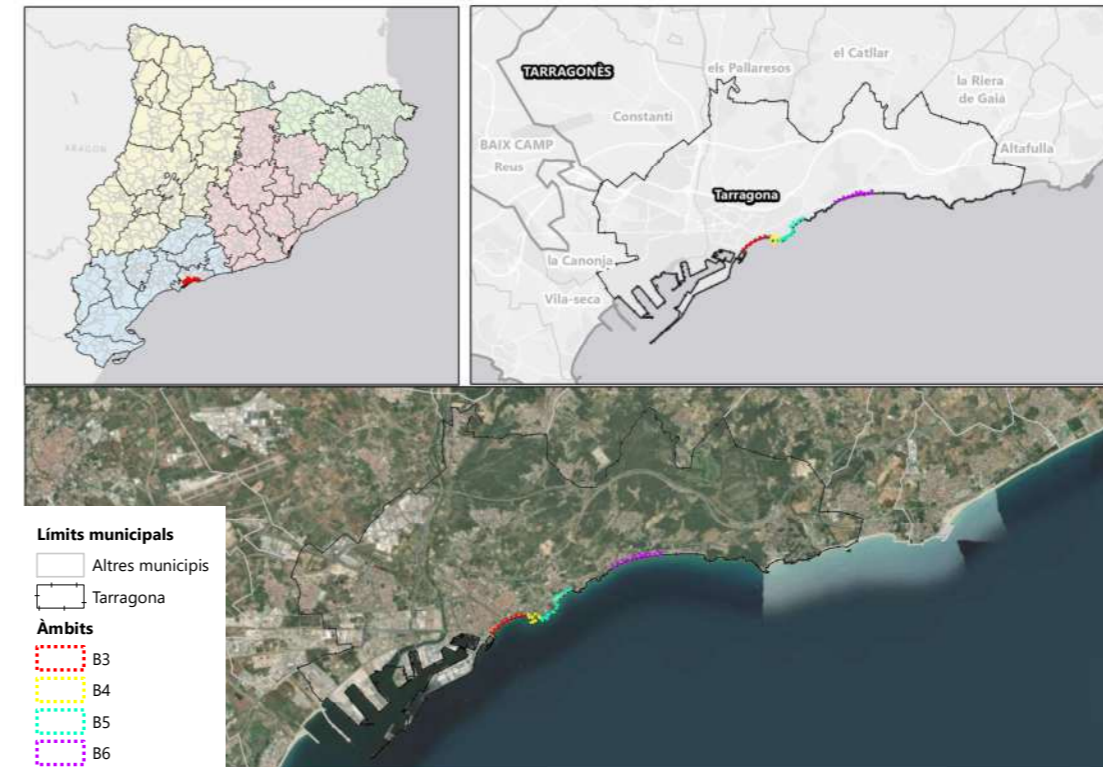 ARAGON
TARRAGONÈS
el Catllar
els Pallaresos
la Riera
de Gaià
Constantí
BAIX CAMP
Reus
Altafulla
Tarragona
la Canonja
Vila-seca
Límits municipals
Altres municipis
Tarragona
Àmbits
B3
B4
B5
B6